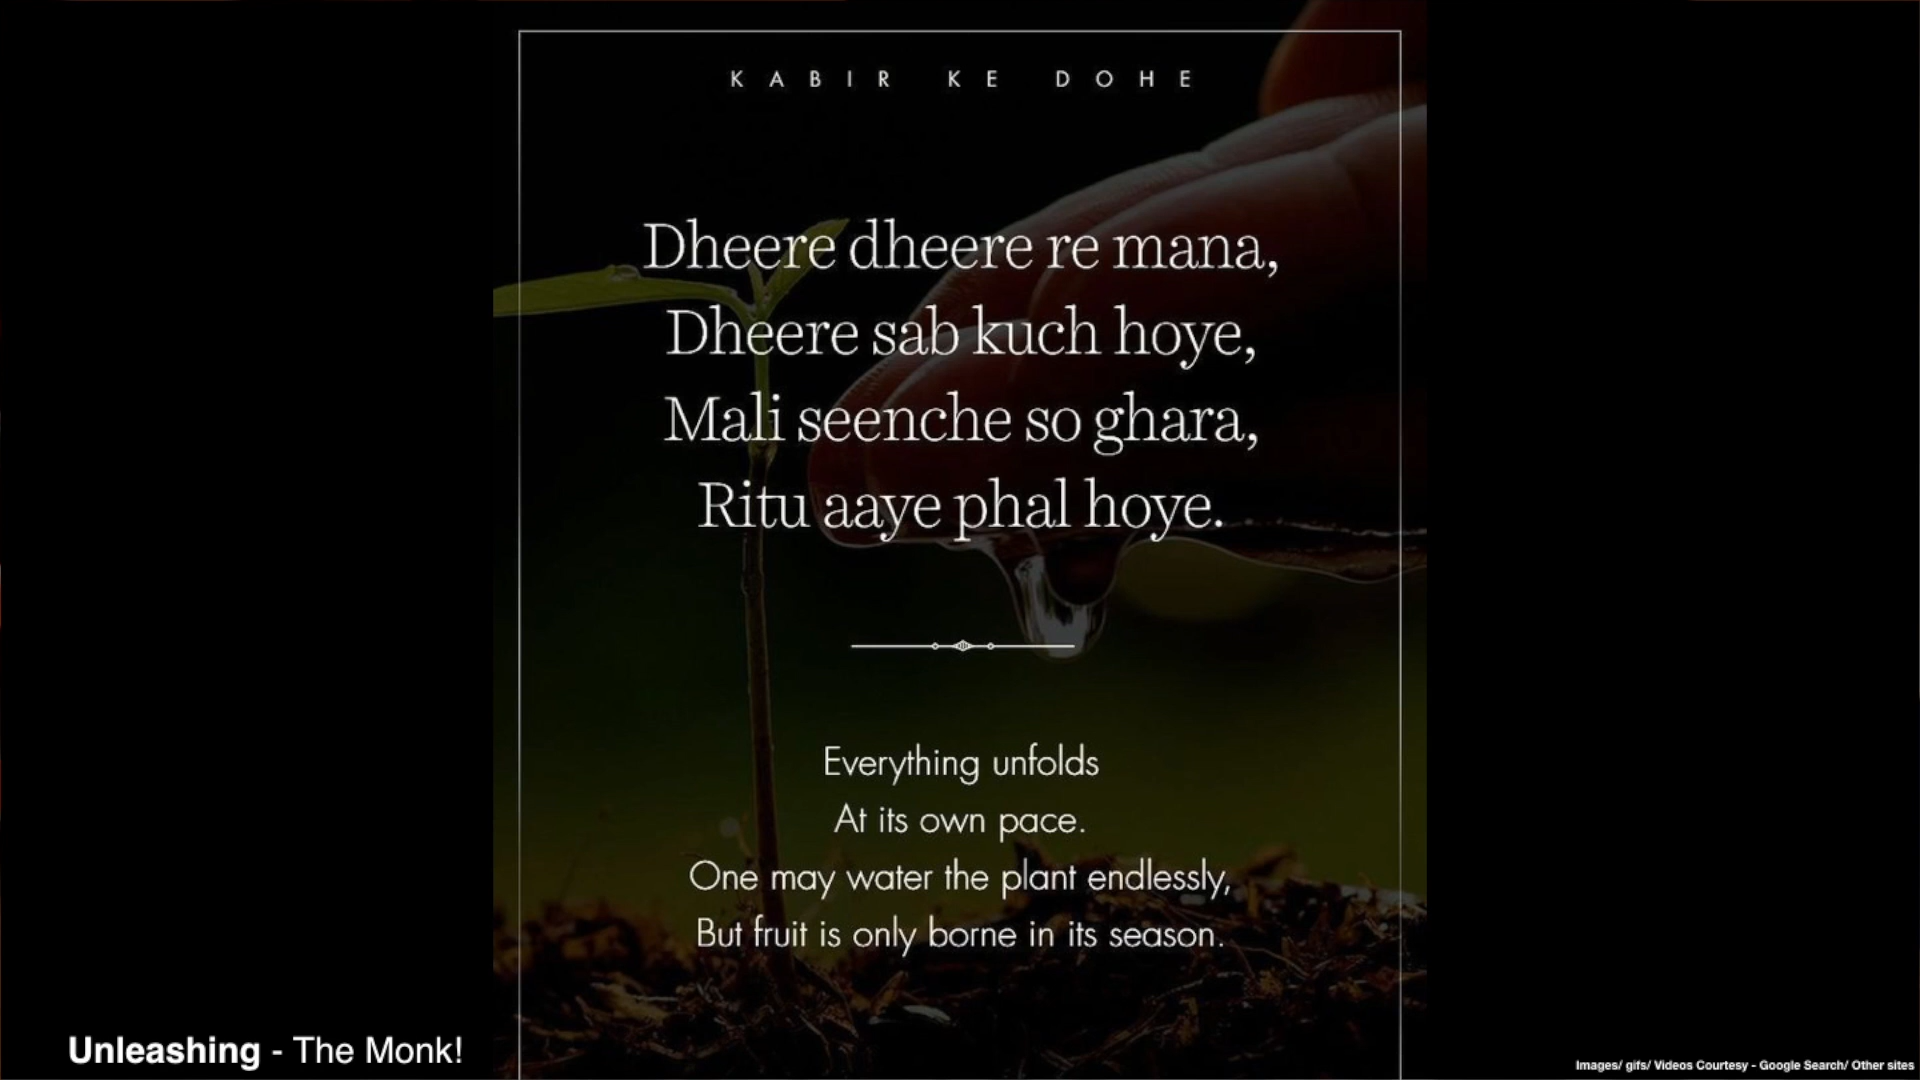 KABIR KE DOHE
Dheere dheere re mana,
Dheere sab kuch hoye,
Mali seenche so ghara,
Ritu aaye phal hoye.
Everything unfolds
At its own pace.
One may water the plant endlessly,
But fruit is only borne in its season.
Unleashing - The Monk!
Images/ gifs/ Videos Courtesy - Google Search/ Other sites